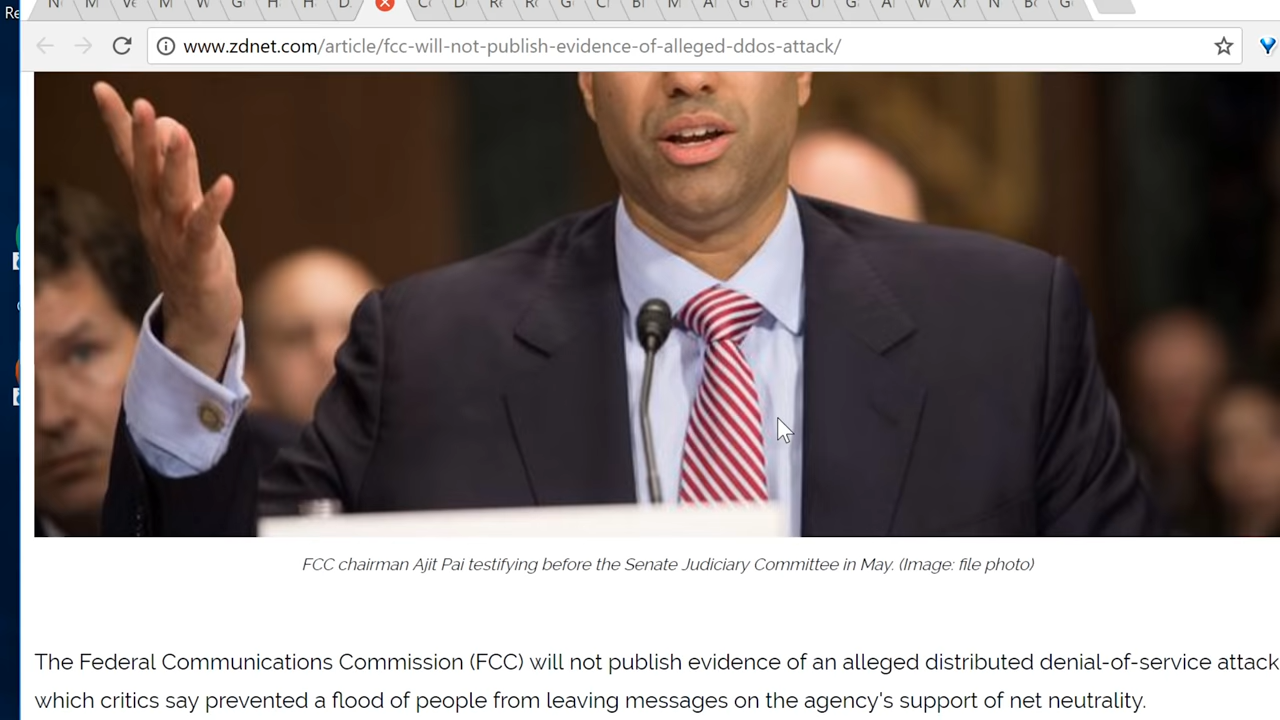 Re
N M Ve M W G H H D C D R R G C B M A G Fa U G A W X N B G
www.zdnet.com/article/fcc-will-not-publish-evidence-of-alleged-ddos-attack/
FCC chairman Ajit Pai testifying before the Senate Judiciary Committee in May. (Image: file photo)
The Federal Communications Commission (FCC) will not publish evidence of an alleged distributed denial-of-service attack
which critics say prevented a flood of people from leaving messages on the agency's support of net neutrality.